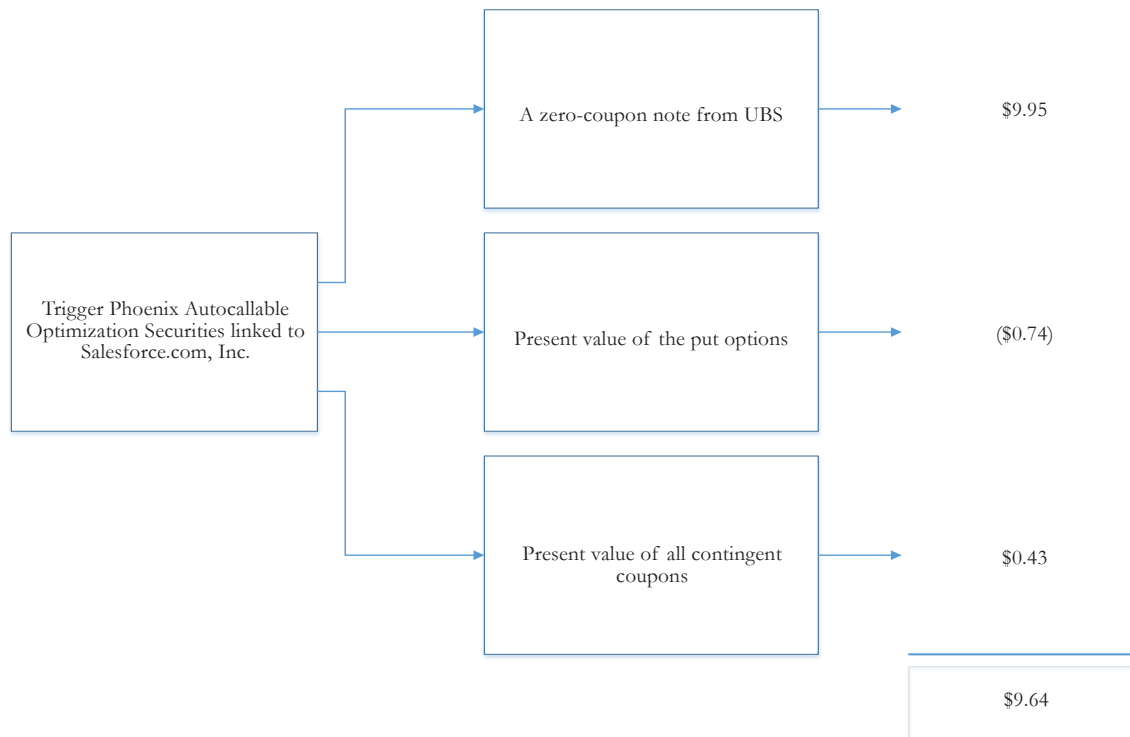 A zero-coupon note from UBS
$9.95
Trigger Phoenix Autocallable
Optimization Securities linked to
Salesforce.com, Inc.
Present value of the put options
($0.74)
Present value of all contingent
coupons
$0.43
$9.64